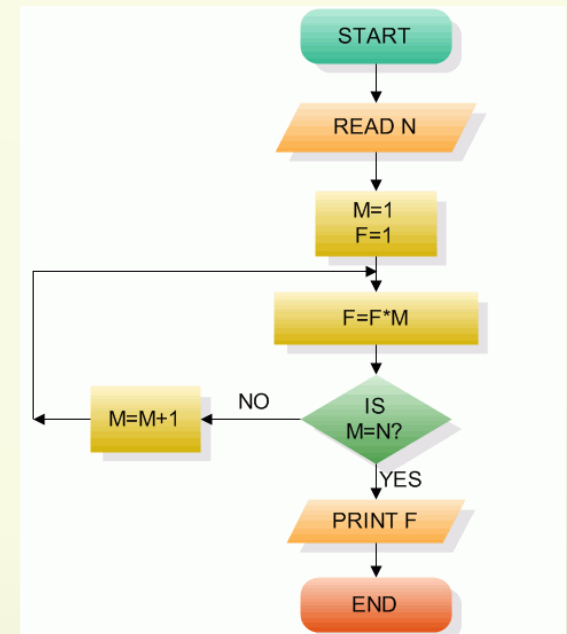 START
READ N
M=1
F=1
F=F*M
IS
M=N?
NO
M=M+1
YES
PRINT F
END